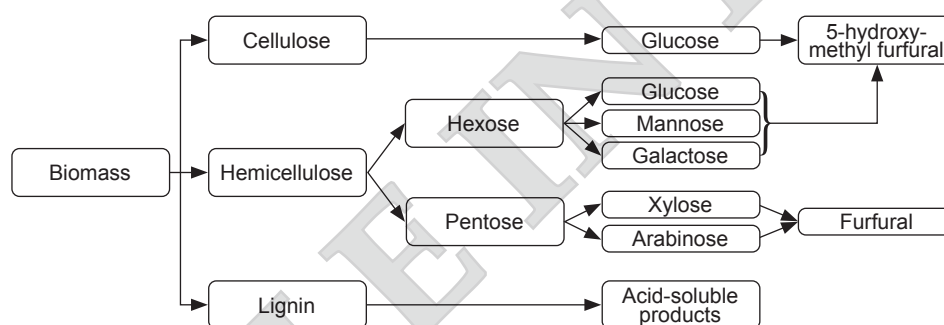 Cellulose
Glucose
5-hydroxy-
methyl furfural
Biomass
Hemicellulose
Hexose
Glucose
Mannose
Galactose
Pentose
Xylose
Arabinose
Furfural
Lignin
Acid-soluble
products